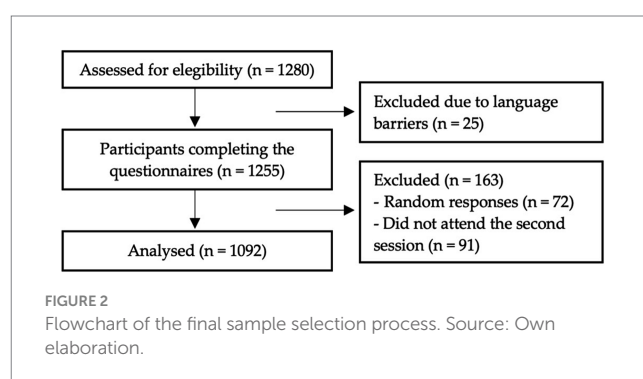 Assessed for elegibility (n = 1280)
Excluded due to language
barriers (n = 25)
Participants completing the
questionnaires (n = 1255)
Excluded (n = 163)
- Random responses (n = 72)
- Did not attend the second
session (n = 91)
Analysed (n = 1092)
FIGURE 2
Flowchart of the final sample selection process. Source: Own
elaboration.